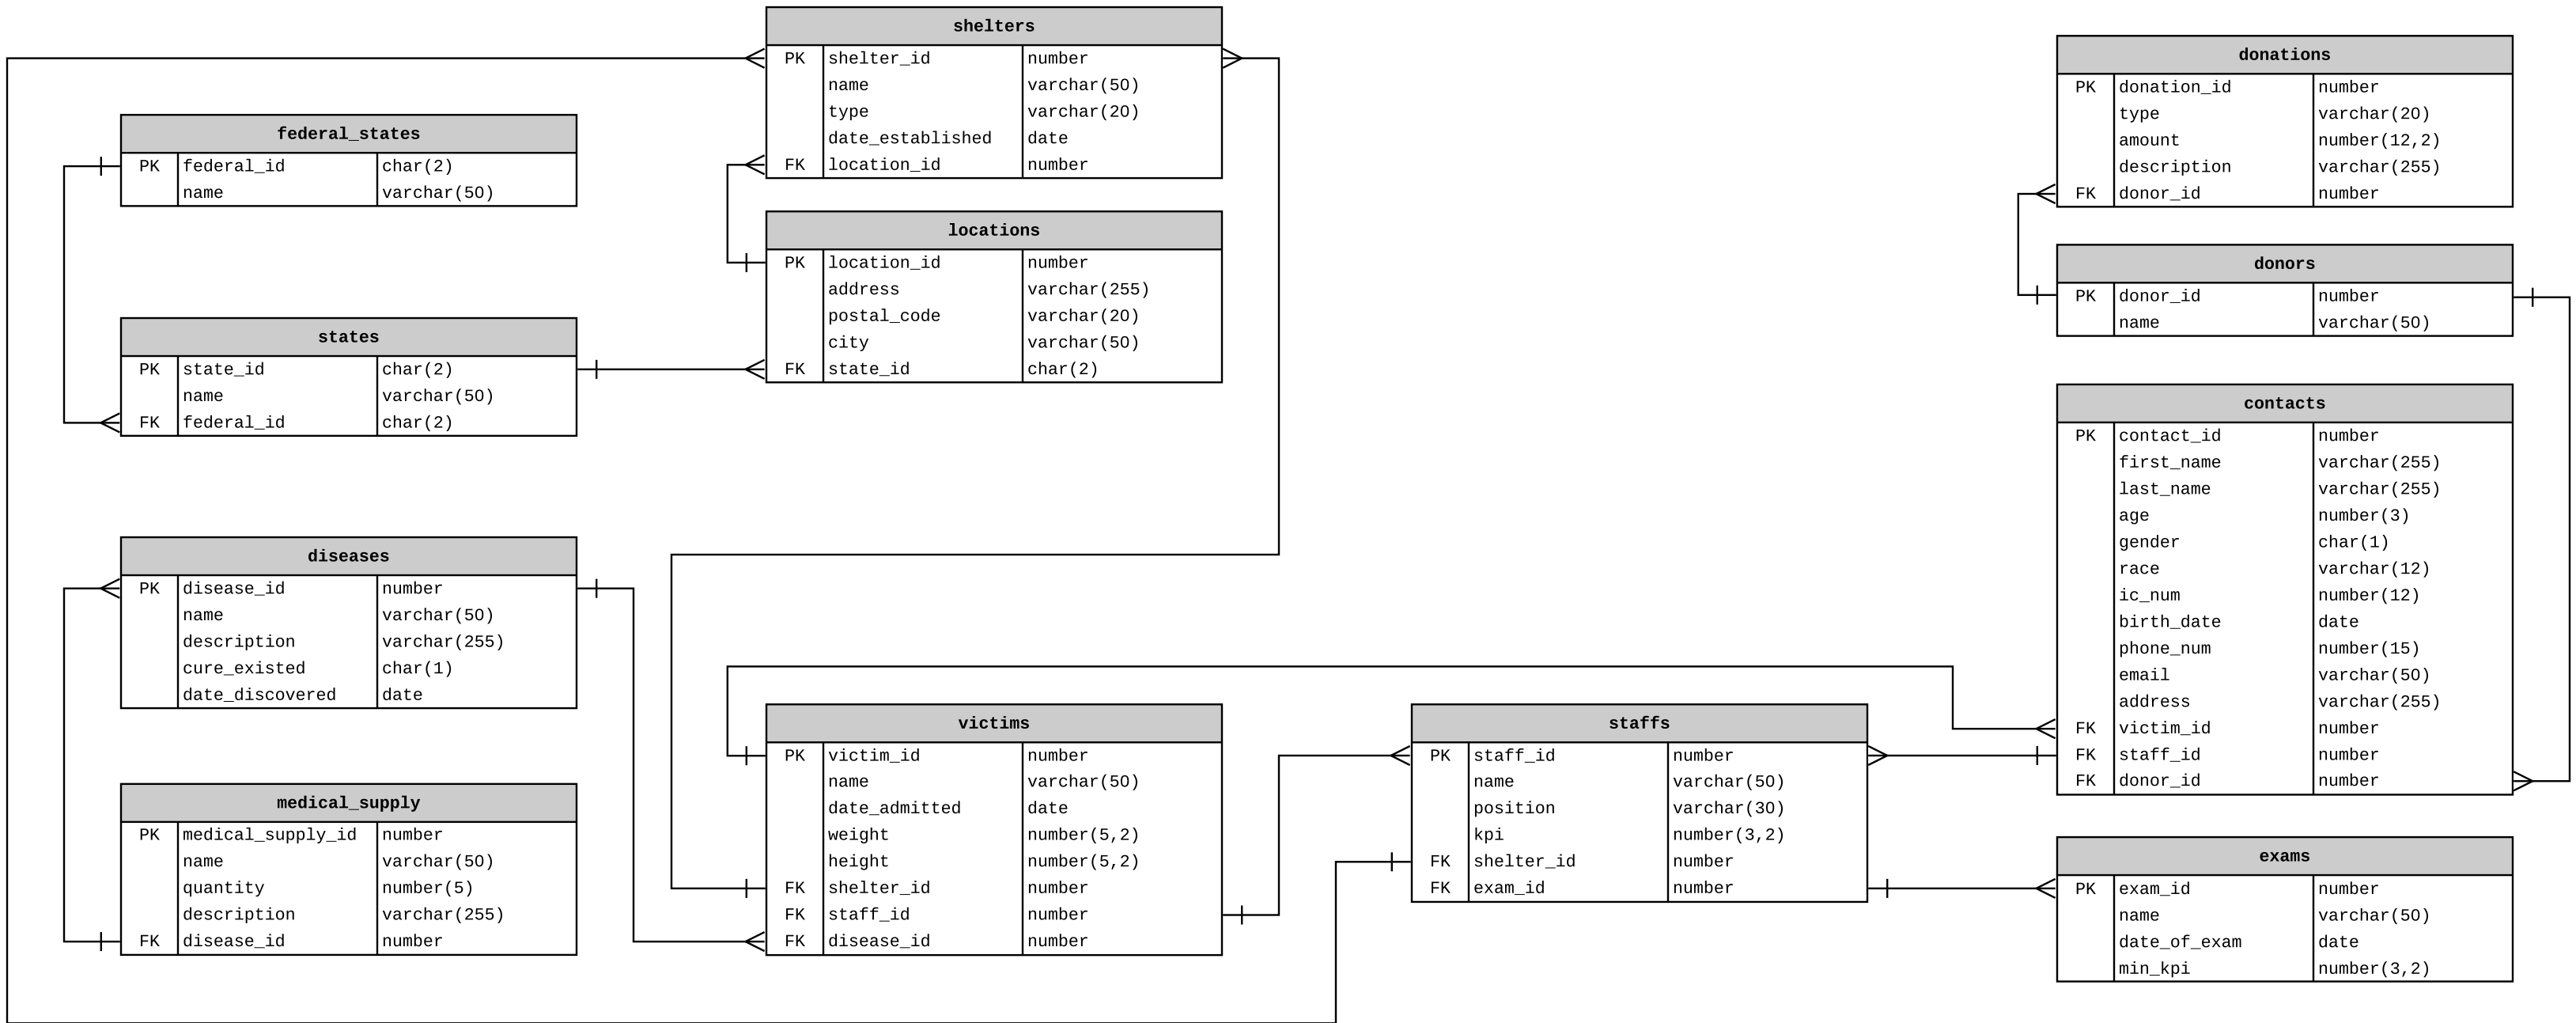 shelters
PK shelter_id number
name varchar(50)
type varchar(20)
date_established date
FK location_id number
federal_states
PK federal_id char(2)
name varchar(50)
locations
PK location_id number
address varchar(255)
postal_code varchar(20)
city varchar(50)
FK state_id char(2)
states
PK state_id char(2)
name varchar(50)
FK federal_id char(2)
donations
PK donation_id number
type varchar(20)
amount number(12,2)
description varchar(255)
FK donor_id number
donors
PK donor_id number
name varchar(50)
contacts
PK contact_id number
first_name varchar(255)
last_name varchar(255)
age number(3)
gender char(1)
race varchar(12)
ic_num number(12)
birth_date date
phone_num number(15)
email varchar(50)
address varchar(255)
FK victim_id number
FK staff_id number
FK donor_id number
diseases
PK disease_id number
name varchar(50)
description varchar(255)
cure_existed char(1)
date_discovered date
medical_supply
PK medical_supply_id number
name varchar(50)
quantity number(5)
description varchar(255)
FK disease_id number
victims
PK victim_id number
name varchar(50)
date_admitted date
weight number(5,2)
height number(5,2)
FK shelter_id number
FK staff_id number
FK disease_id number
staffs
PK staff_id number
name varchar(50)
position varchar(30)
kpi number(3,2)
FK shelter_id number
FK exam_id number
exams
PK exam_id number
name varchar(50)
date_of_exam date
min_kpi number(3,2)